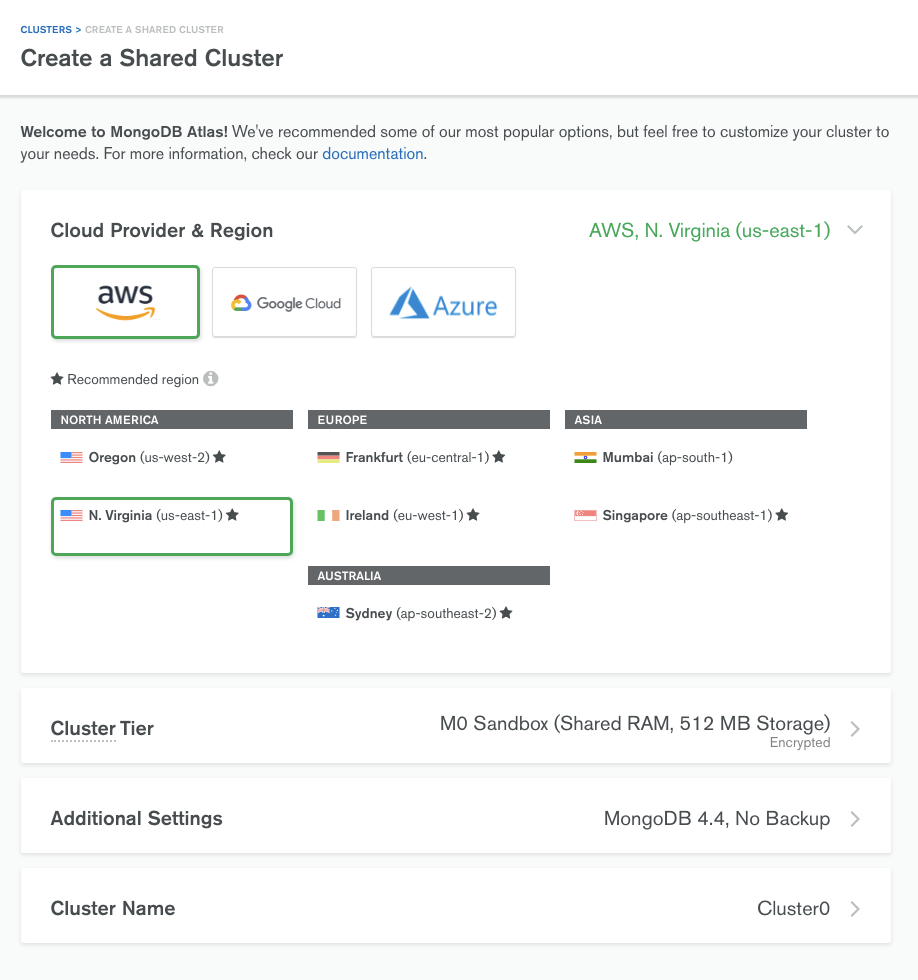 CLUSTERS > CREATE A SHARED CLUSTER
Create a Shared Cluster
Welcome to MongoDB Atlas! We've recommended some of our most popular options, but feel free to customize your cluster to
your needs. For more information, check our documentation.
Cloud Provider & Region
AWS, N. Virginia (us-east-1)
aws
Google Cloud
Azure
★ Recommended region
NORTH AMERICA
Oregon (us-west-2) ★
N. Virginia (us-east-1) ★
EUROPE
Frankfurt (eu-central-1) ★
Ireland (eu-west-1) ★
AUSTRALIA
Sydney (ap-southeast-2) ★
ASIA
Mumbai (ap-south-1)
Singapore (ap-southeast-1) ★
Cluster Tier
M0 Sandbox (Shared RAM, 512 MB Storage)
Encrypted
Additional Settings
MongoDB 4.4, No Backup
Cluster Name
Cluster0